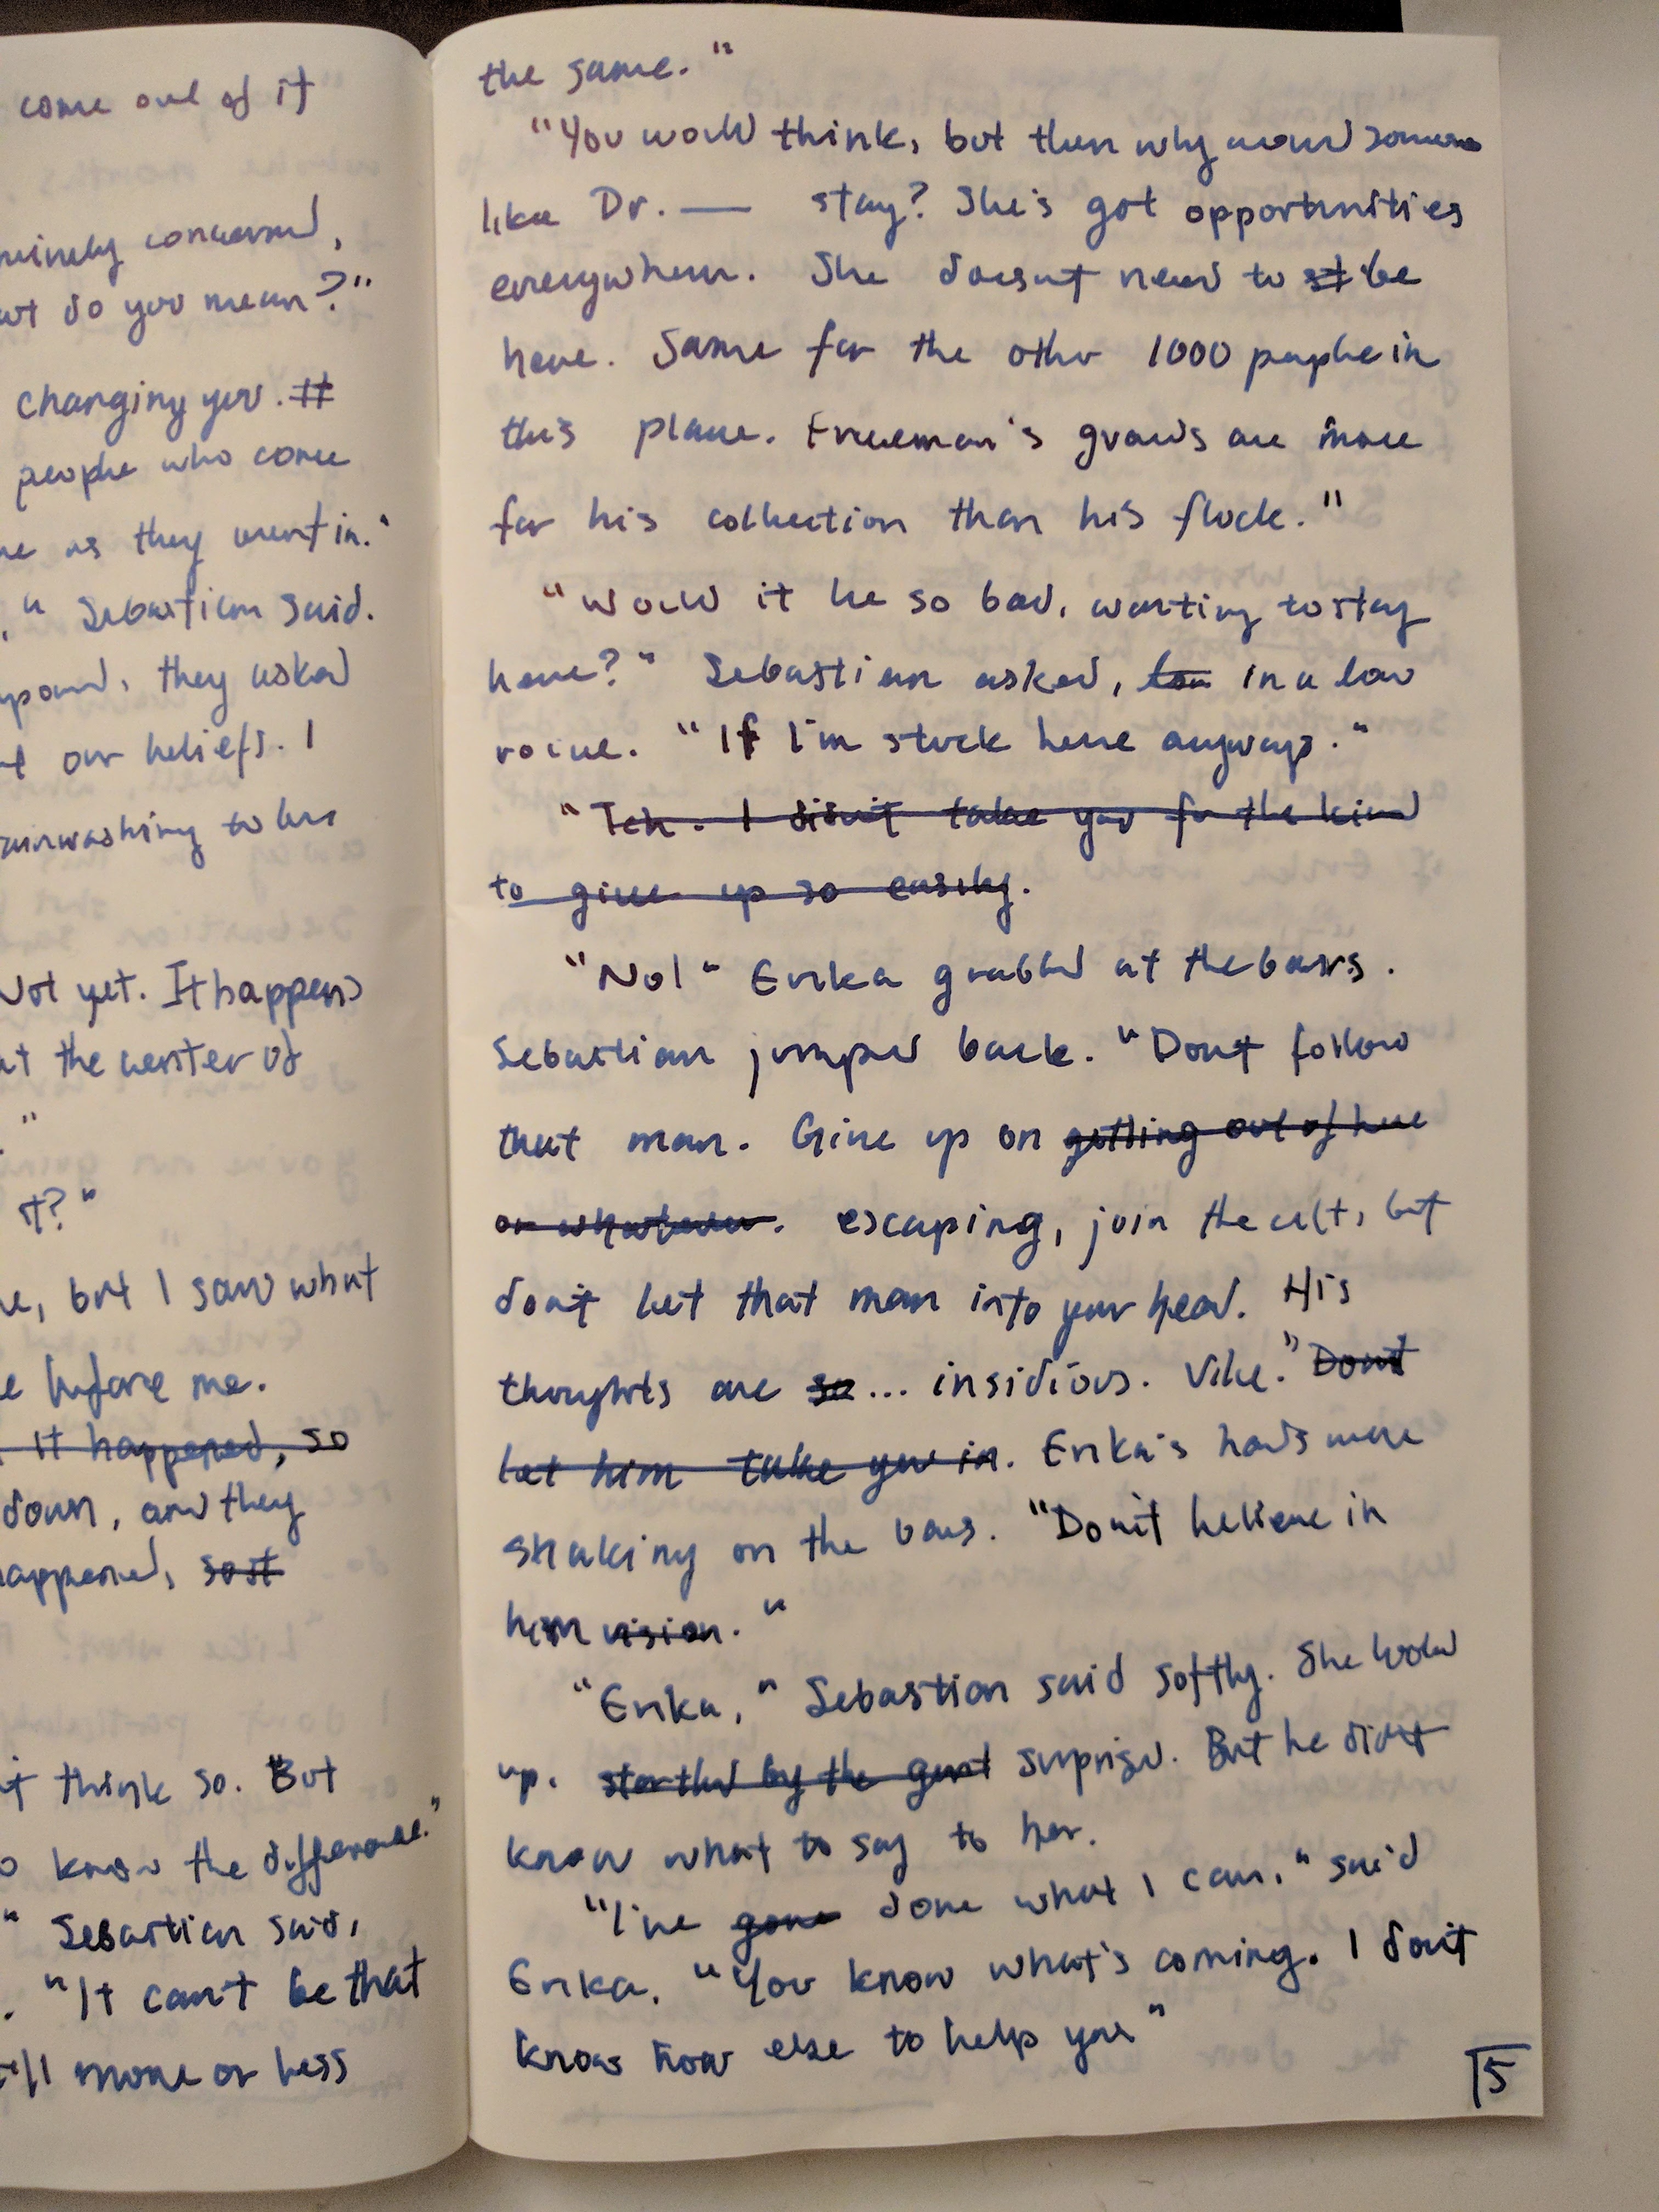 come out of it
concerned,
do you mean?"
changing you. #
people who come
as they went in."
," Sebastian said.
they asked
our beliefs. I
to be
Not yet. It happens
at the center of
"
it?"
but I saw what
before me.
it happened, so
down, and they
happened, so it
think so. But
know the difference."
" Sebastian said,
. "It can't be that
more or less
the same."
"You would think, but then why would someone
like Dr. — stay? She's got opportunities
everywhere. She doesn't need to st be
here. Same for the other 1000 people in
this place. Freeman's grounds are more
for his collection than his flock."
"Would it be so bad, wanting to stay
here?" Sebastian asked, low in a low
voice. "If I'm stuck here anyways."
"Tch. I didn't take you for the kind
to give up so easily.
"No!" Erika grabbed at the bars.
Sebastian jumped back. "Don't follow
that man. Give up on getting out of here
or whatever. escaping, join the cult, but
don't let that man into your head. His
thoughts are so... insidious. Vile." Don't
let him take you in. Erika's hands were
shaking on the bars. "Don't believe in
him vision."
"Erika," Sebastian said softly. She looked
up. startled by the surprised. But he didn't
know what to say to her.
"I've gone done what I can," said
Erika. "You know what's coming. I don't
know how else to help you"
15